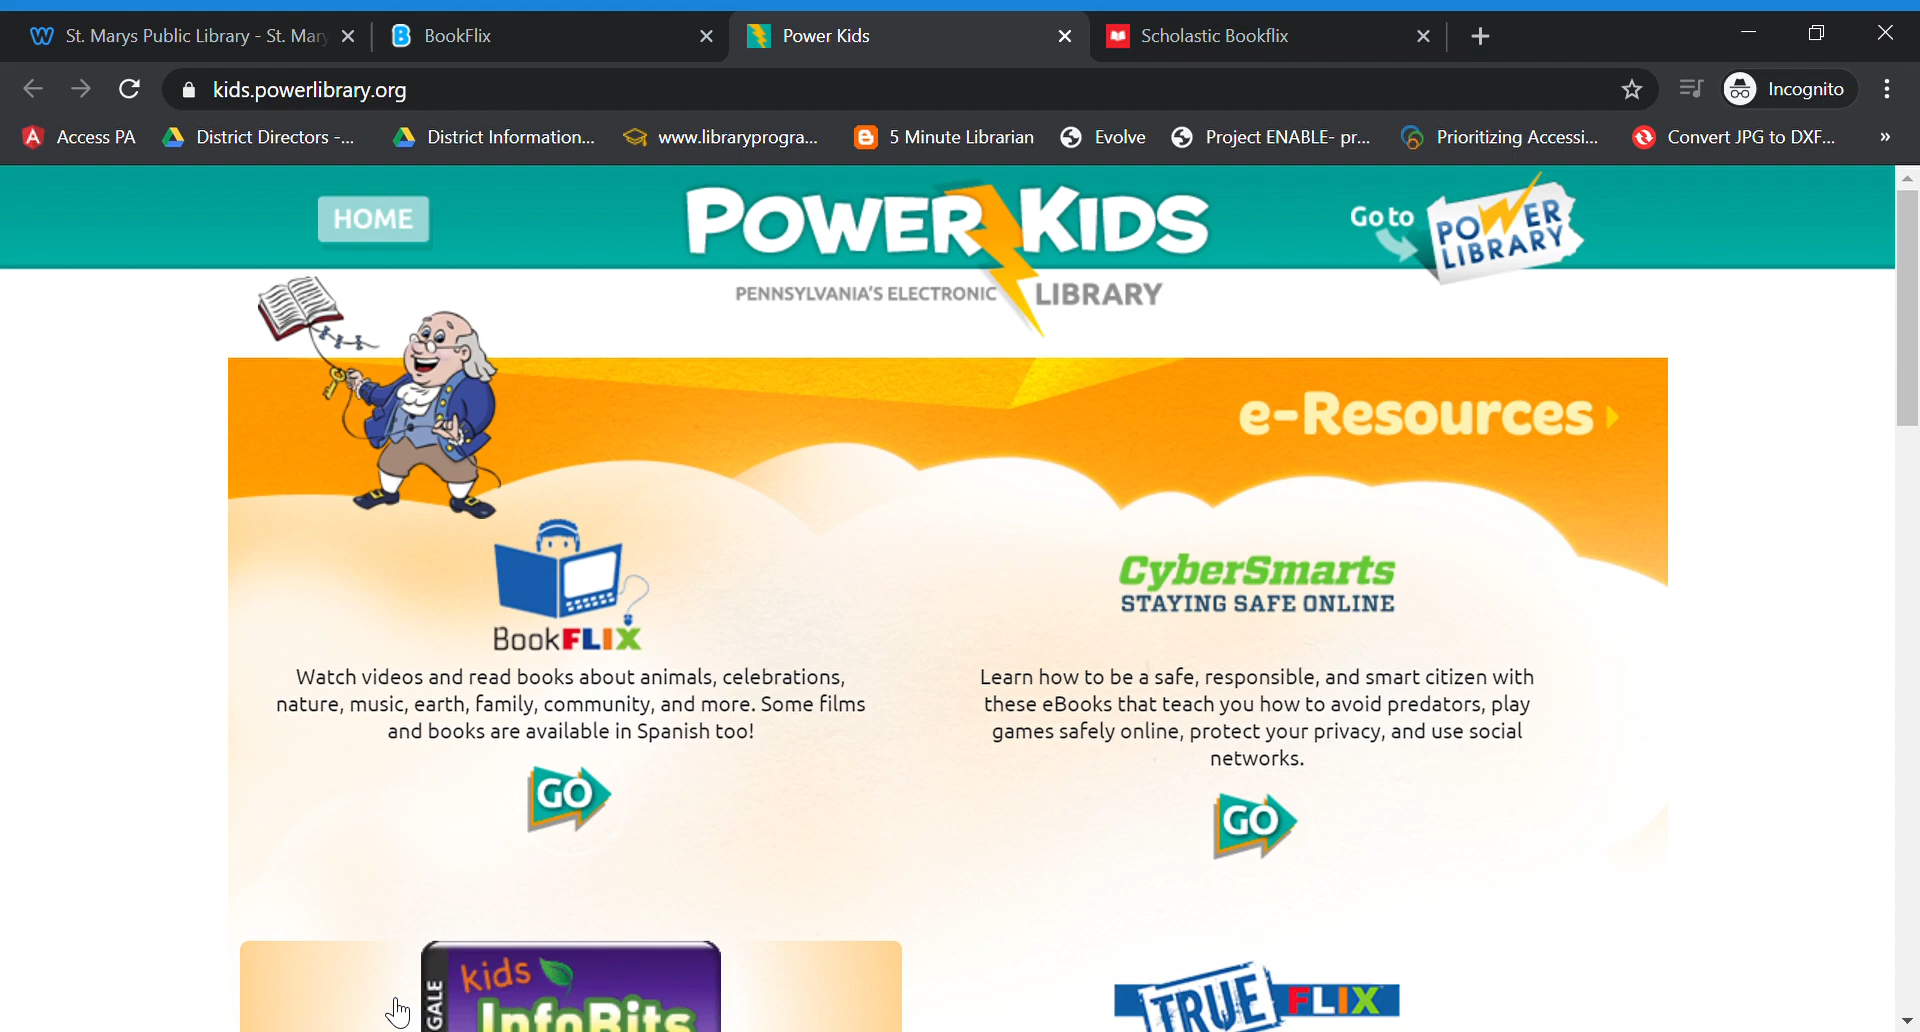 St. Marys Public Library - St. Mary
BookFlix
Power Kids
Scholastic Bookflix
kids.powerlibrary.org
Incognito
Access PA
District Directors -...
District Information...
www.libraryprogra...
5 Minute Librarian
Evolve
Project ENABLE- pr...
Prioritizing Accessi...
Convert JPG to DXF...
»
HOME
POWER KIDS
PENNSYLVANIA'S ELECTRONIC LIBRARY
Go to
POWER
LIBRARY
e-Resources
BookFLIX
Watch videos and read books about animals, celebrations,
nature, music, earth, family, community, and more. Some films
and books are available in Spanish too!
GO
CyberSmarts
STAYING SAFE ONLINE
Learn how to be a safe, responsible, and smart citizen with
these eBooks that teach you how to avoid predators, play
games safely online, protect your privacy, and use social
networks.
GO
GALE
kids
InfoBits
TRUE FLIX